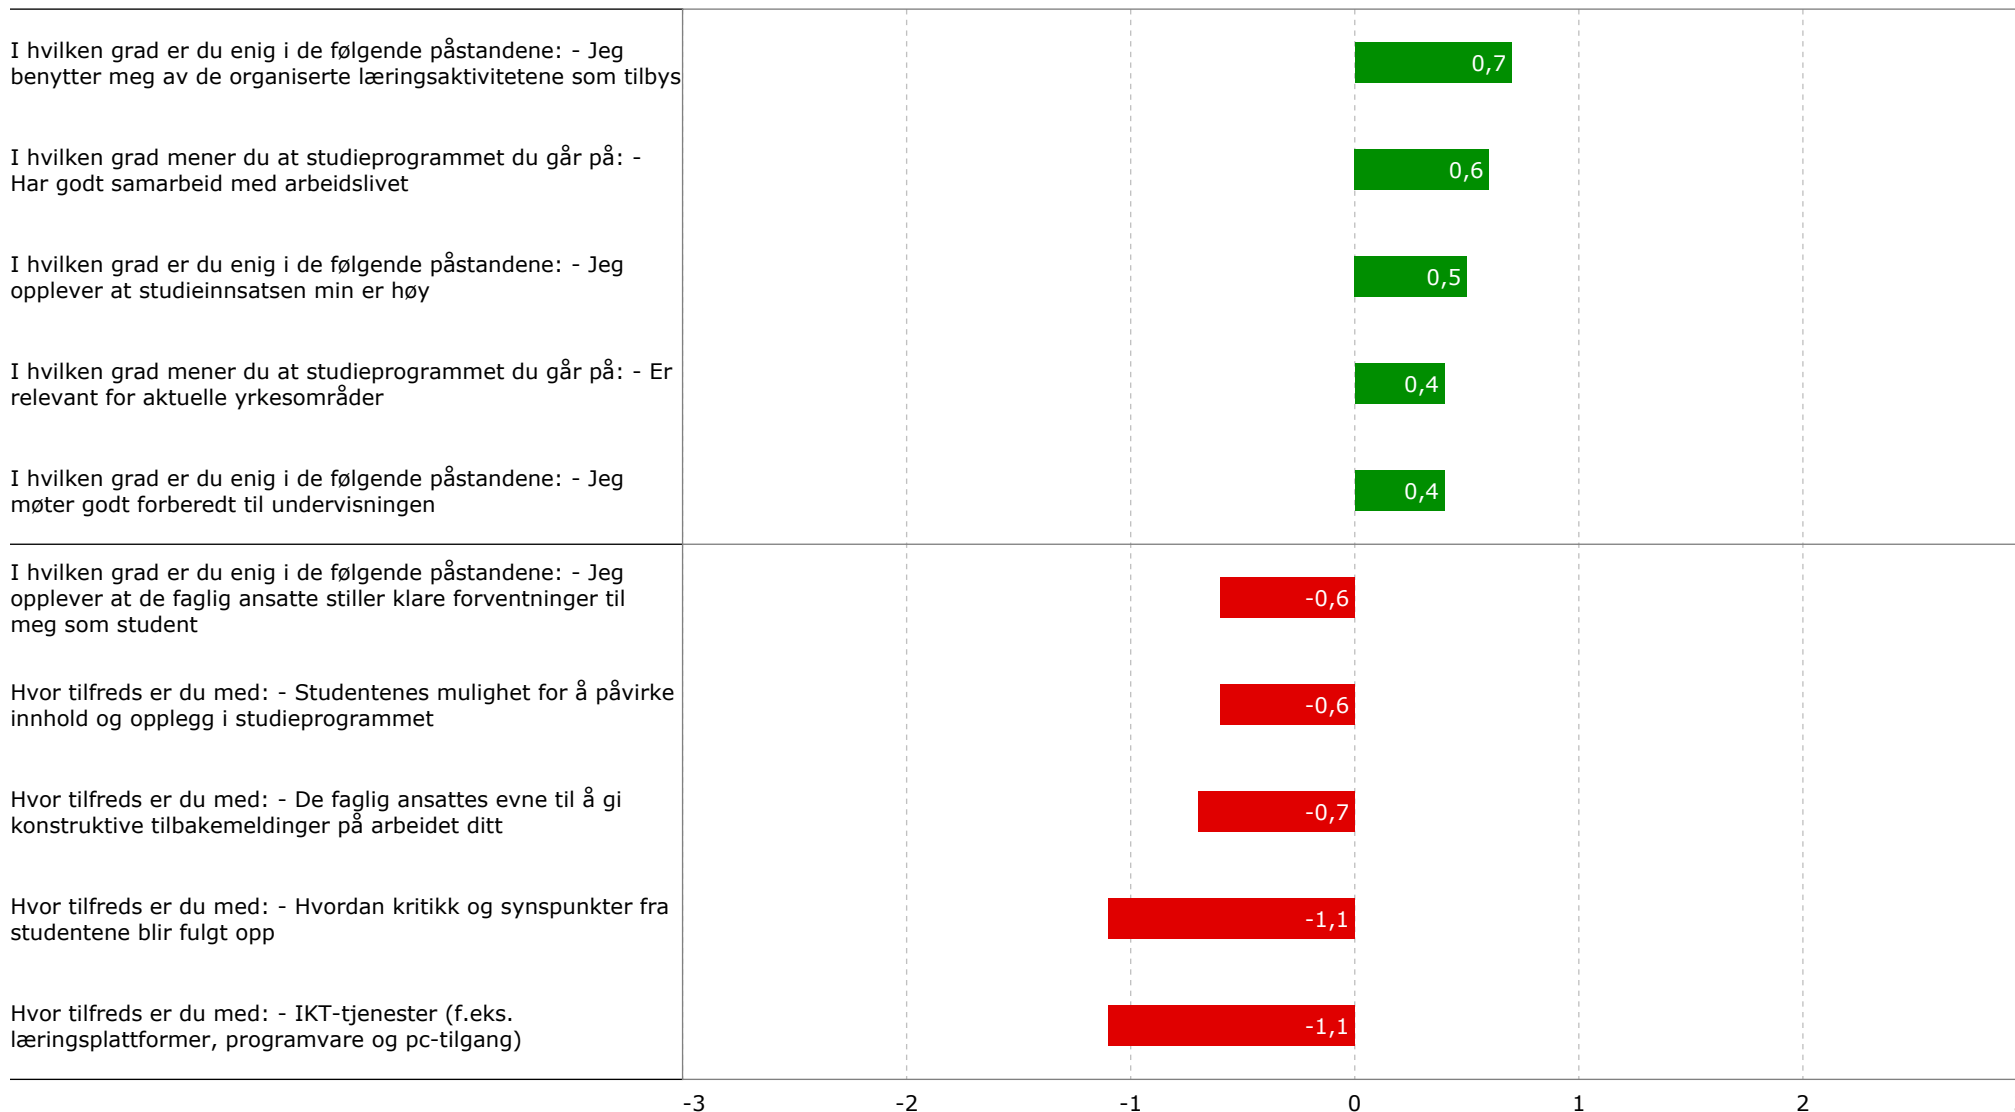 I hvilken grad er du enig i de følgende påstandene: - Jeg
benytter meg av de organiserte læringsaktivitetene som tilbys
0,7
I hvilken grad mener du at studieprogrammet du går på: -
Har godt samarbeid med arbeidslivet
0,6
I hvilken grad er du enig i de følgende påstandene: - Jeg
opplever at studieinnsatsen min er høy
0,5
I hvilken grad mener du at studieprogrammet du går på: - Er
relevant for aktuelle yrkesområder
0,4
I hvilken grad er du enig i de følgende påstandene: - Jeg
møter godt forberedt til undervisningen
0,4
I hvilken grad er du enig i de følgende påstandene: - Jeg
opplever at de faglig ansatte stiller klare forventninger til
meg som student
-0,6
Hvor tilfreds er du med: - Studentenes mulighet for å påvirke
innhold og opplegg i studieprogrammet
-0,6
Hvor tilfreds er du med: - De faglig ansattes evne til å gi
konstruktive tilbakemeldinger på arbeidet ditt
-0,7
Hvor tilfreds er du med: - Hvordan kritikk og synspunkter fra
studentene blir fulgt opp
-1,1
Hvor tilfreds er du med: - IKT-tjenester (f.eks.
læringsplattformer, programvare og pc-tilgang)
-1,1
-3 -2 -1 0 1 2